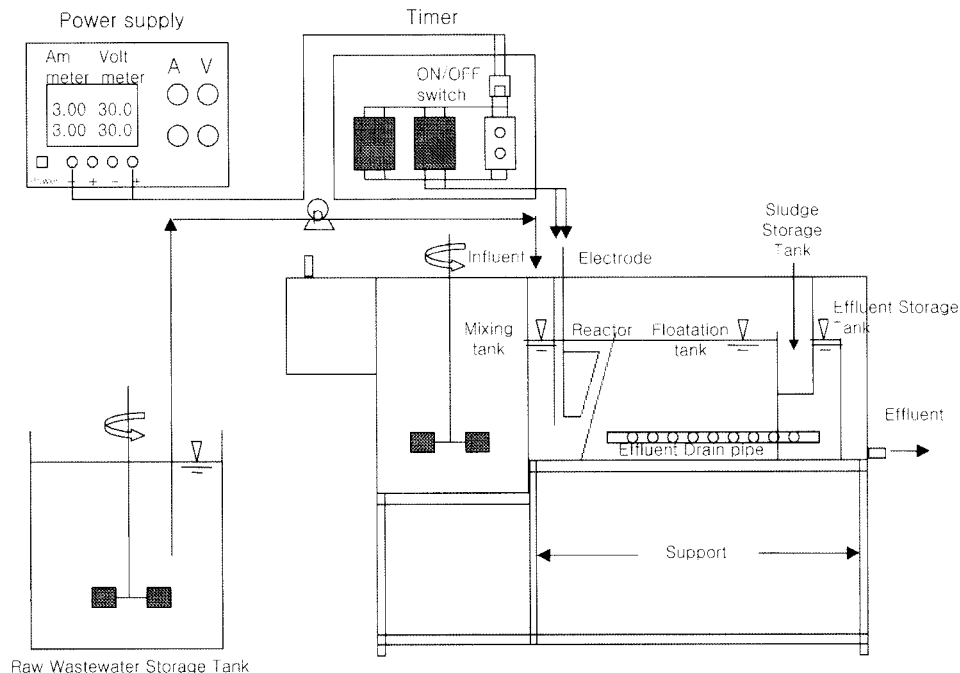 Power supply
Timer
Am Volt
meter meter
A V
3.00 30.0
3.00 30.0
Power - + - +
ON/OFF
switch
Sludge
Storage
Tank
Influent
Electrode
Effluent Storage
Tank
Mixing
tank
Reactor
Floatation
tank
Effluent
Effluent Drain pipe
Support
Raw Wastewater Storage Tank